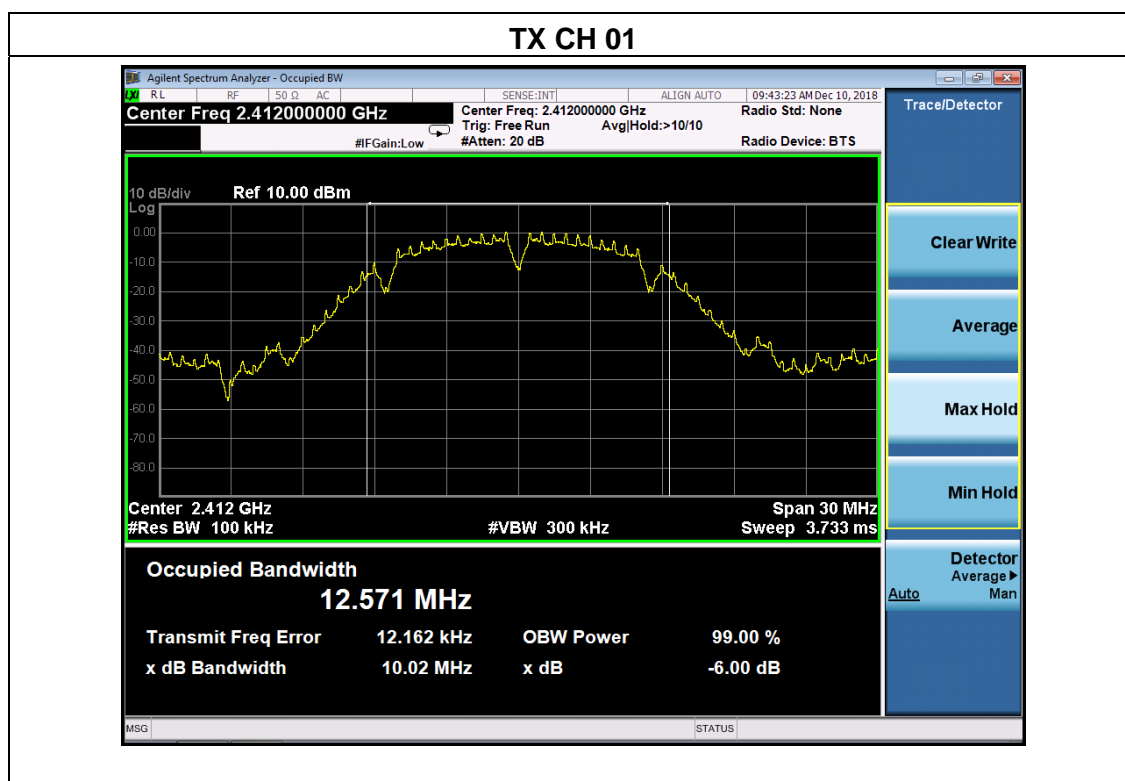 TX CH 01
Agilent Spectrum Analyzer - Occupied BW
LXI RL RF 50 Ω AC SENSE:INT ALIGN AUTO 09:43:23 AM Dec 10, 2018
Center Freq 2.412000000 GHz
Center Freq: 2.412000000 GHz Radio Std: None
Trig: Free Run Avg|Hold:>10/10
#IFGain:Low #Atten: 20 dB Radio Device: BTS
Trace/Detector
10 dB/div Ref 10.00 dBm
Log
0.00
-10.0
-20.0
-30.0
-40.0
-50.0
-60.0
-70.0
-80.0
Center 2.412 GHz Span 30 MHz
#Res BW 100 kHz #VBW 300 kHz Sweep 3.733 ms
Clear Write
Average
Max Hold
Min Hold
Detector
Average▶
Auto Man
Occupied Bandwidth
12.571 MHz
Transmit Freq Error 12.162 kHz OBW Power 99.00 %
x dB Bandwidth 10.02 MHz x dB -6.00 dB
MSG STATUS